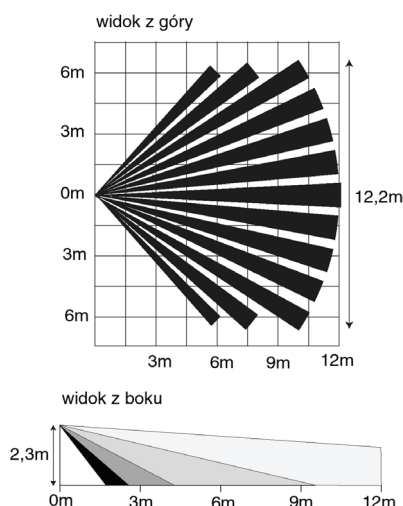 widok z góry
6m
3m
0m
12,2m
3m
6m
3m 6m 9m 12m
widok z boku
2,3m
0m 3m 6m 9m 12m